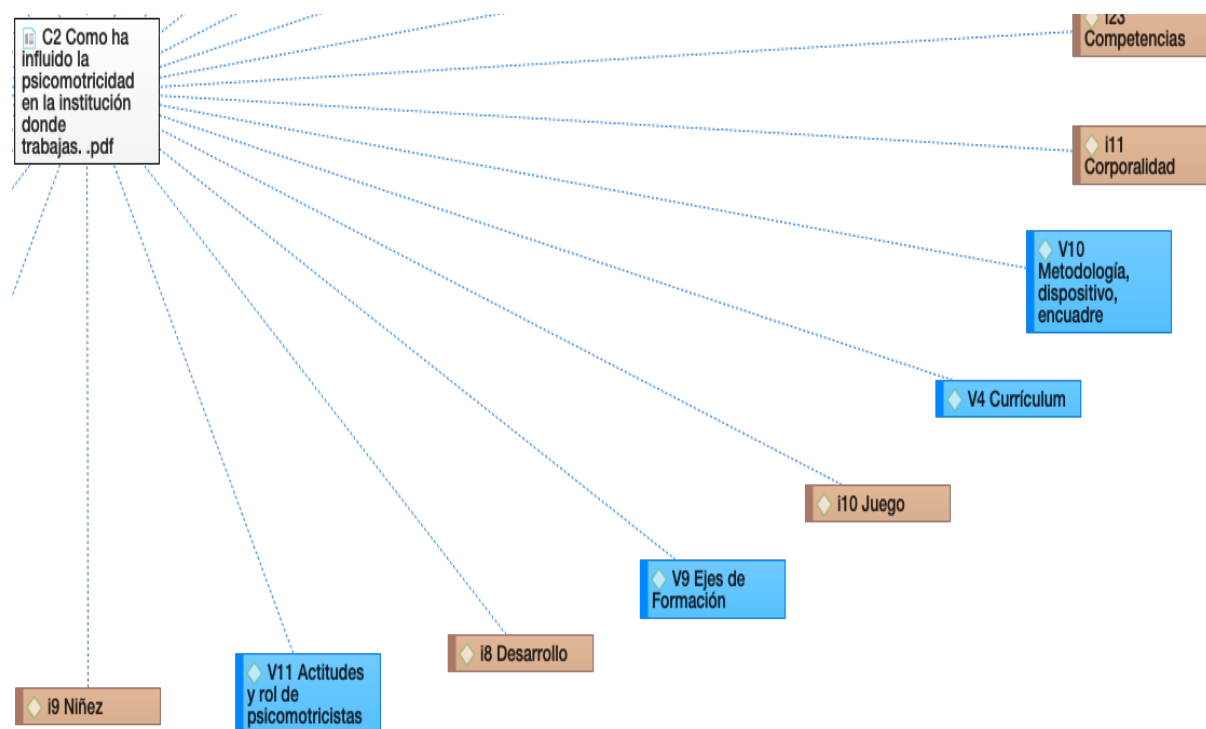 C2 Como ha
influido la
psicomotricidad
en la institución
donde
trabajas. .pdf
i23
Competencias
i11
Corporalidad
V10
Metodología,
dispositivo,
encuadre
V4 Currículum
i10 Juego
V9 Ejes de
Formación
i8 Desarrollo
V11 Actitudes
y rol de
psicomotricistas
i9 Niñez